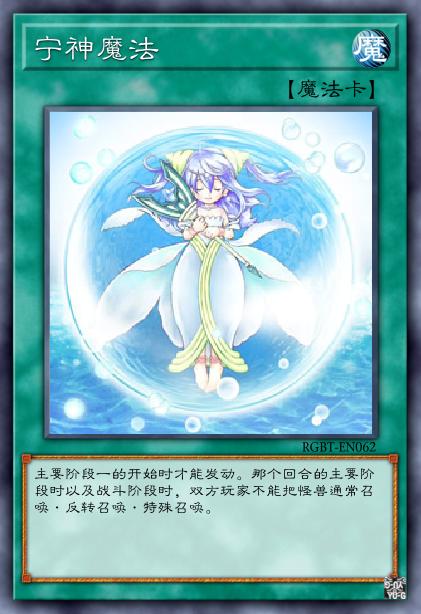 宁神魔法
魔
【魔法卡】
RGBT-EN062
主要阶段一的开始时才能发动。那个回合的主要阶
段时以及战斗阶段时，双方玩家不能把怪兽通常召
唤·反转召唤·特殊召唤。